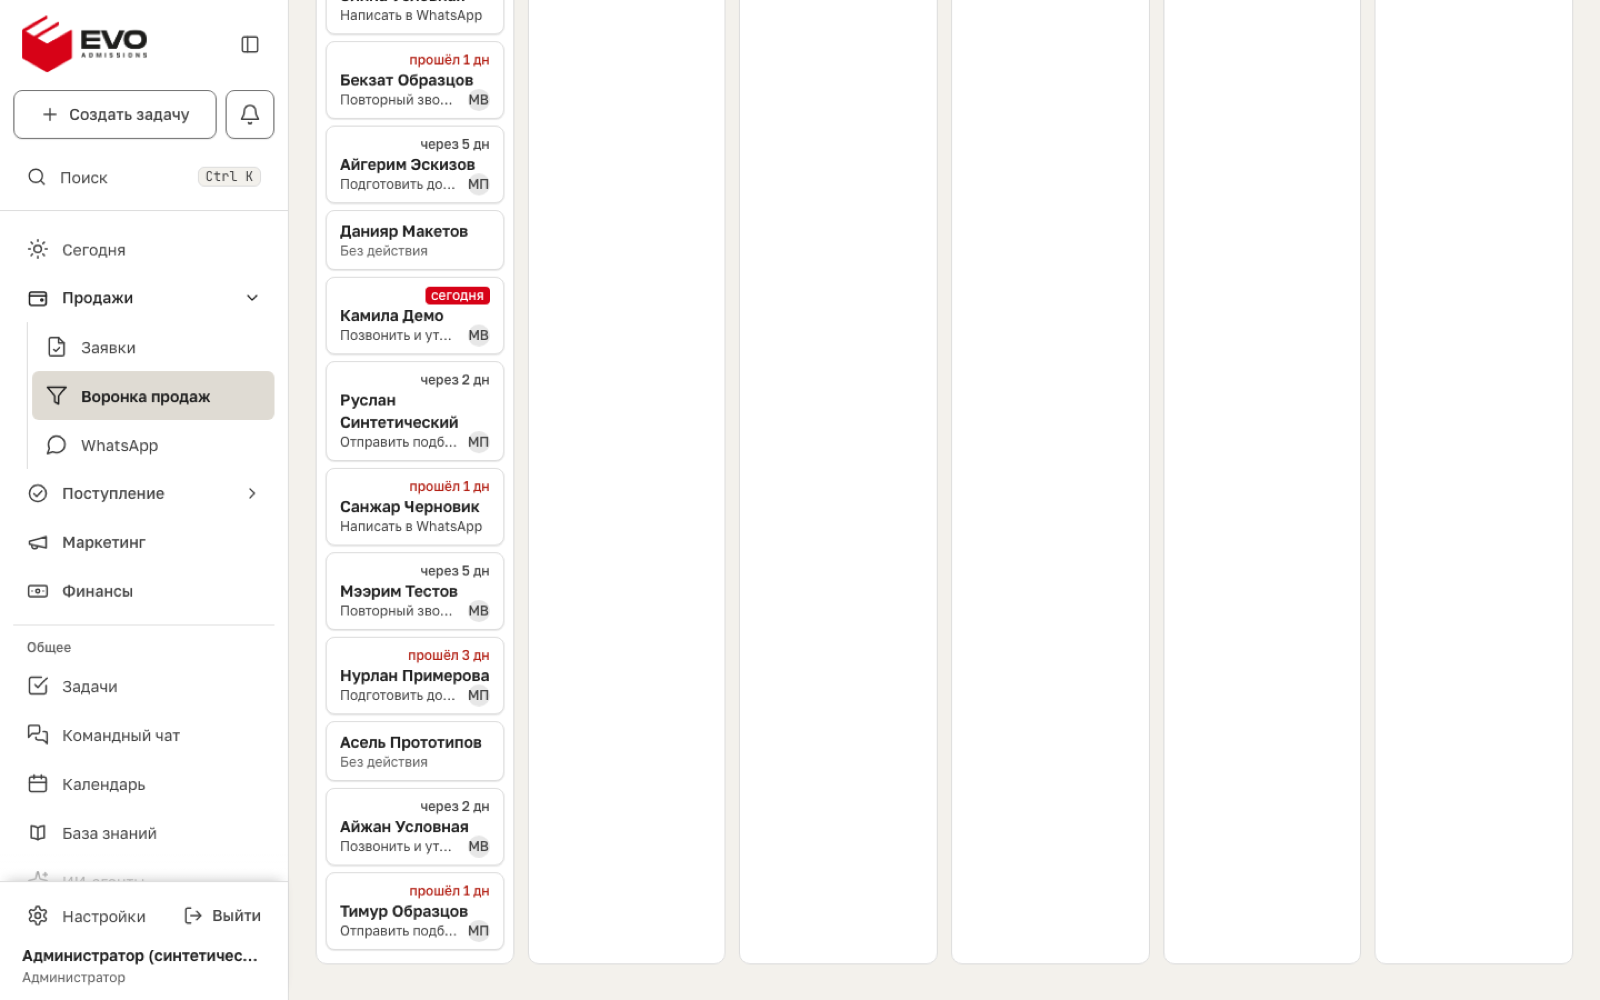 EVO
ADMISSIONS
Создать задачу
Поиск
Ctrl K
Сегодня
Продажи
Заявки
Воронка продаж
WhatsApp
Поступление
Маркетинг
Финансы
Общее
Задачи
Командный чат
Календарь
База знаний
Настройки
Выйти
Администратор (синтетичес...
Администратор
Написать в WhatsApp
прошёл 1 дн
Бекзат Образцов
Повторный зво... МВ
через 5 дн
Айгерим Эскизов
Подготовить до... МП
Данияр Макетов
Без действия
сегодня
Камила Демо
Позвонить и ут... МВ
через 2 дн
Руслан
Синтетический
Отправить подб... МП
прошёл 1 дн
Санжар Черновик
Написать в WhatsApp
через 5 дн
Мээрим Тестов
Повторный зво... МВ
прошёл 3 дн
Нурлан Примерова
Подготовить до... МП
Асель Прототипов
Без действия
через 2 дн
Айжан Условная
Позвонить и ут... МВ
прошёл 1 дн
Тимур Образцов
Отправить подб... МП